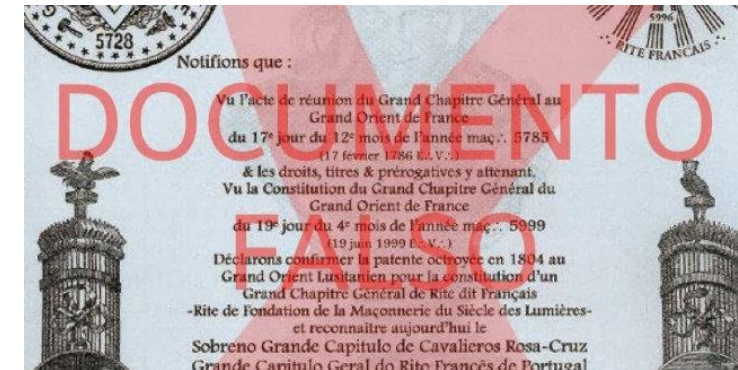 5728
5996
RITE FRANCAIS
Notifions que :
Vu l'acte de réunion du Grand Chapitre Général au
Grand Orient de France
du 17e jour du 12e mois de l'année maç∴ 5785
(17 fevrier 1786 E∴V∴)
& les droits, titres & prérogatives y attenant,
Vu la Constitution du Grand Chapitre Général du
Grand Orient de France
du 19e jour du 4e mois de l'année maç∴ 5999
(19 juin 1999 E∴V∴)
Déclarons confirmer la patente octroyée en 1804 au
Grand Orient Lusitanien pour la constitution d'un
Grand Chapitre Général de Rite dit Français
-Rite de Fondation de la Maçonnerie du Siècle des Lumières-
et reconnaitre aujourd'hui le
Sobreno Grande Capitulo de Cavalieros Rosa-Cruz
Grande Capitulo Geral do Rito Francês de Portugal
DOCUMENTO
FALSO